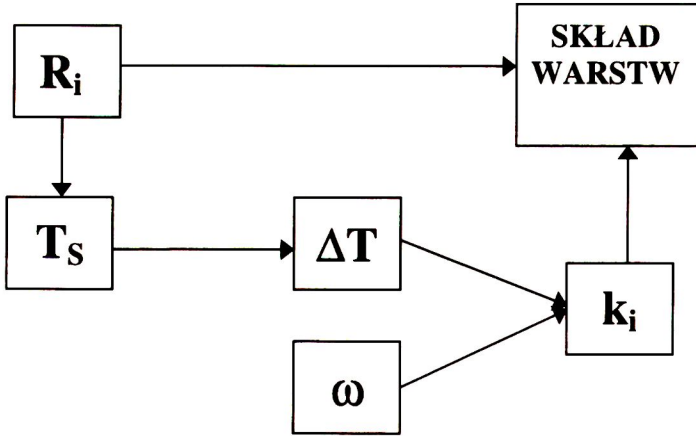 SKŁAD
WARSTW
Rᵢ
Tₛ
ΔT
kᵢ
ω